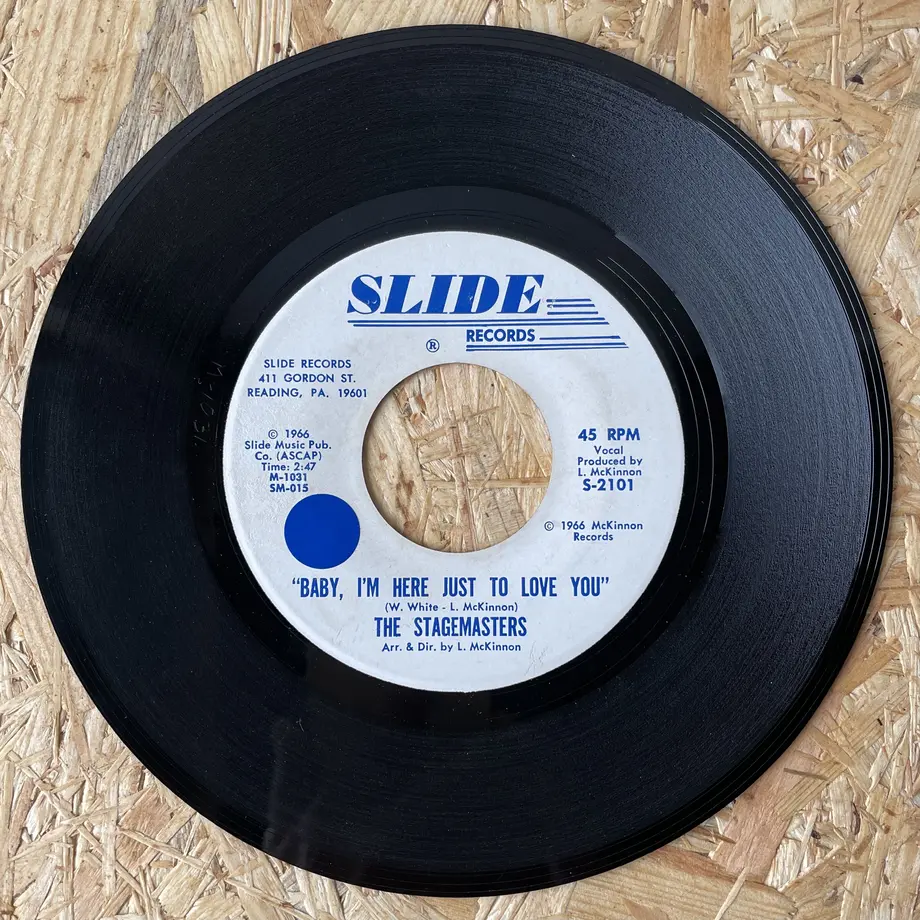 SLIDE
RECORDS
®
SLIDE RECORDS
411 GORDON ST.
READING, PA. 19601
© 1966
Slide Music Pub.
Co. (ASCAP)
Time: 2:47
M-1031
SM-015
45 RPM
Vocal
Produced by
L. McKinnon
S-2101
© 1966 McKinnon
Records
"BABY, I'M HERE JUST TO LOVE YOU"
(W. White - L. McKinnon)
THE STAGEMASTERS
Arr. & Dir. by L. McKinnon
M-1031